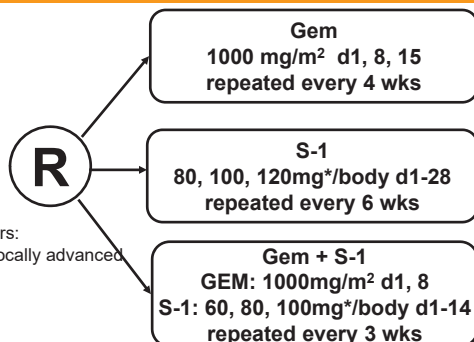 Gem
1000 mg/m² d1, 8, 15
repeated every 4 wks
R
S-1
80, 100, 120mg*/body d1-28
repeated every 6 wks
rs:
ocally advanced
Gem + S-1
GEM: 1000mg/m² d1, 8
S-1: 60, 80, 100mg*/body d1-14
repeated every 3 wks